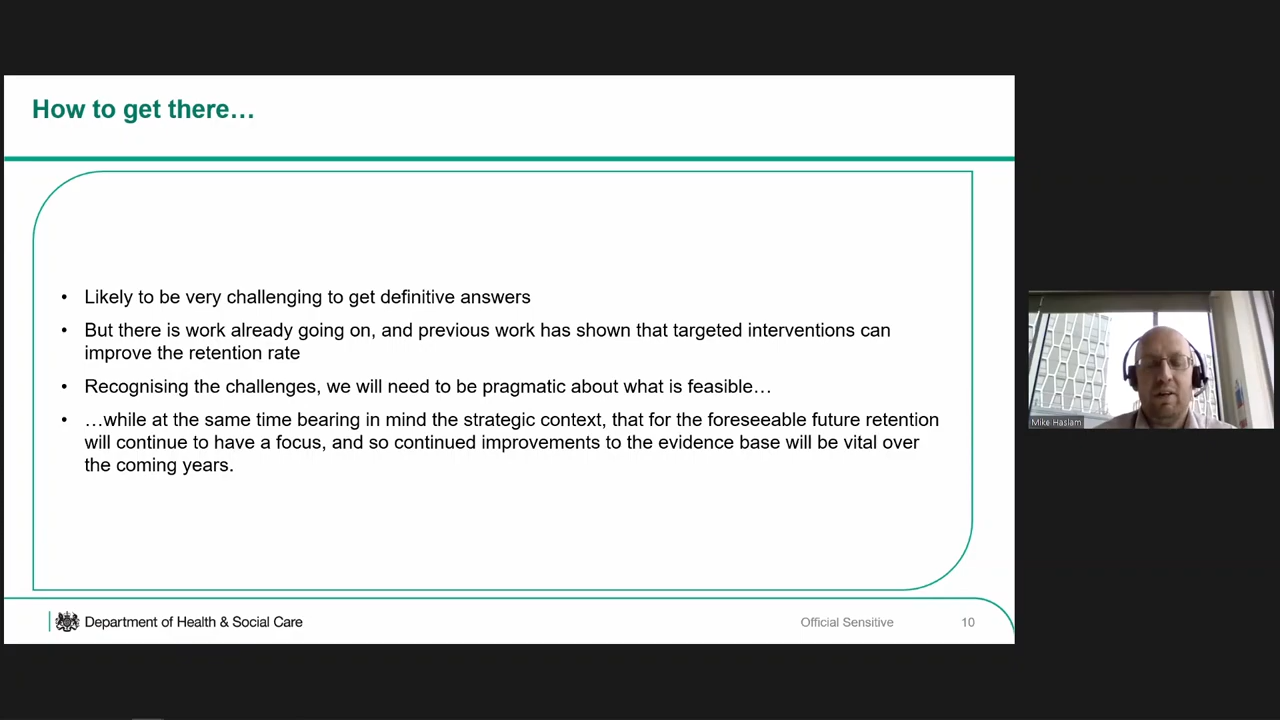 How to get there…
• Likely to be very challenging to get definitive answers
• But there is work already going on, and previous work has shown that targeted interventions can
improve the retention rate
• Recognising the challenges, we will need to be pragmatic about what is feasible…
• …while at the same time bearing in mind the strategic context, that for the foreseeable future retention
will continue to have a focus, and so continued improvements to the evidence base will be vital over
the coming years.
Department of Health & Social Care
Official Sensitive
10
Mike Haslam